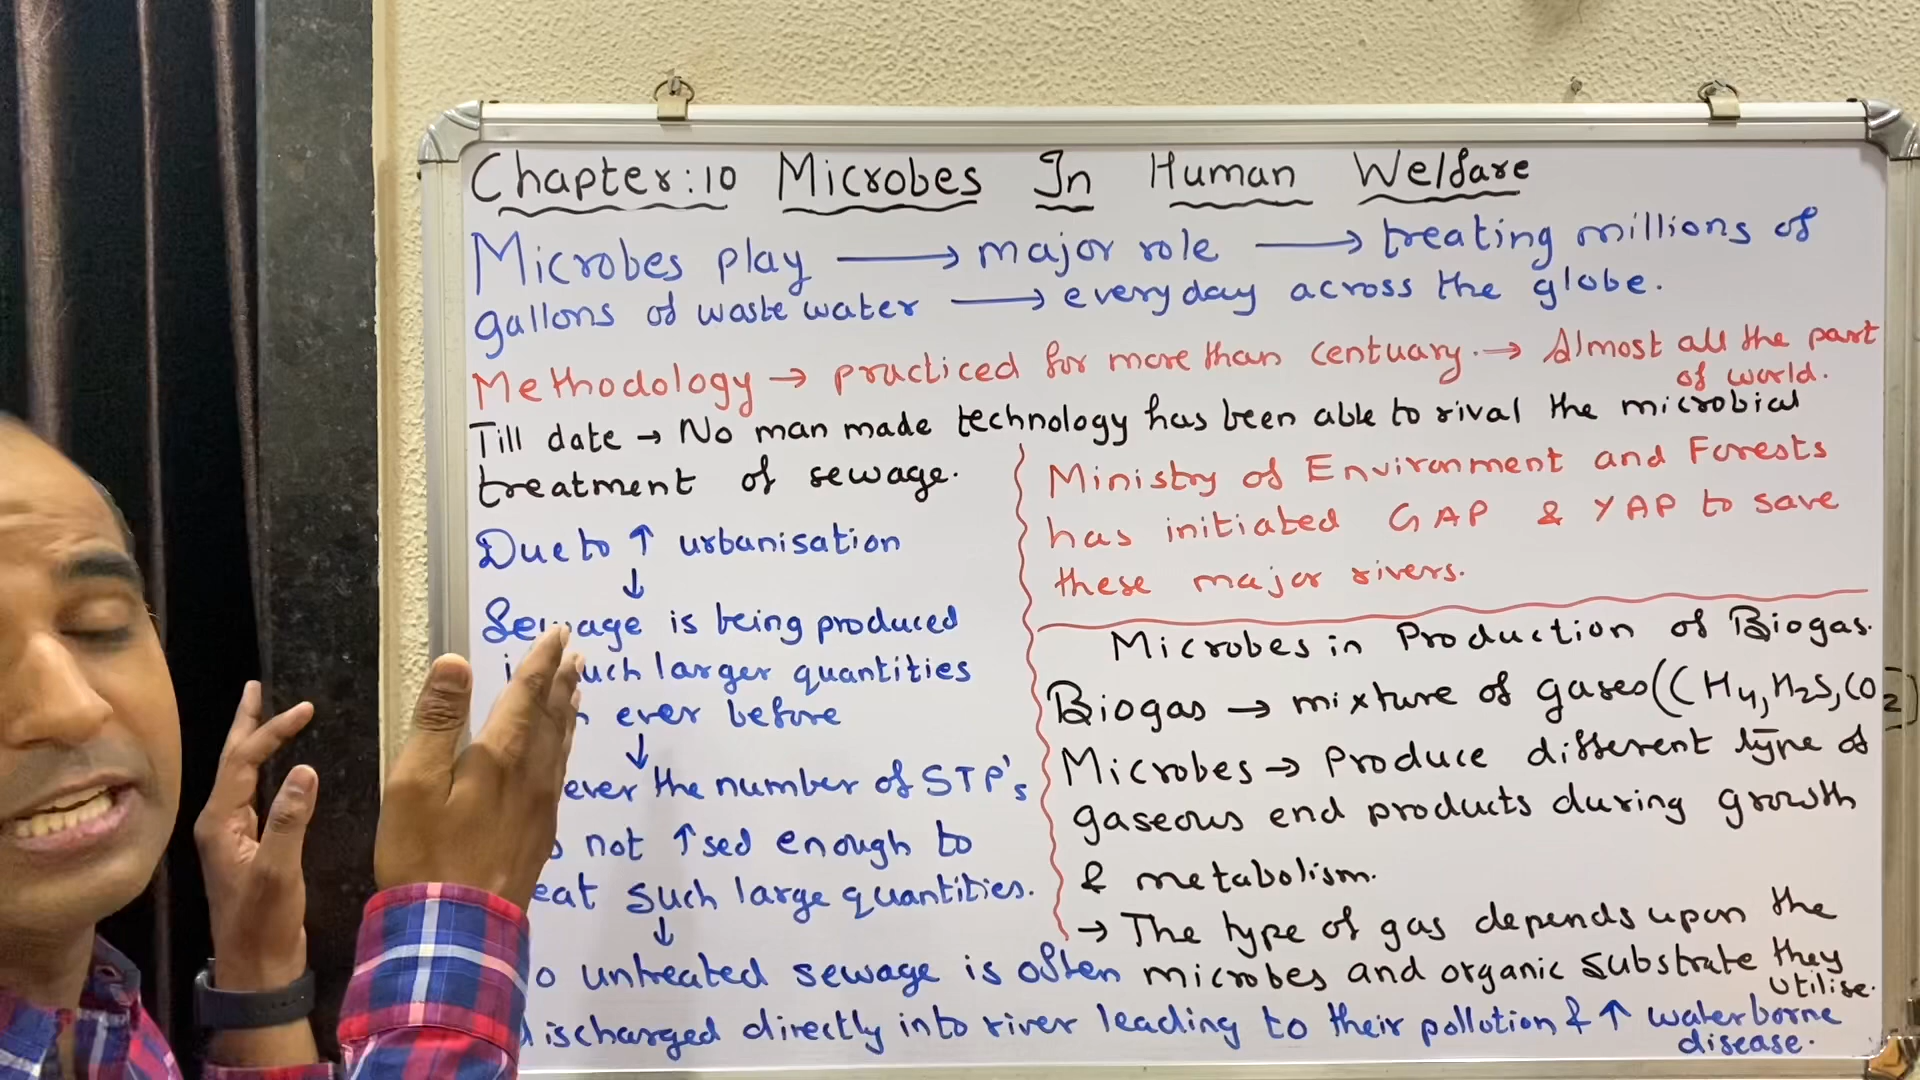 Chapter:10 Microbes In Human Welfare
Microbes play → major role → treating millions of
gallons of waste water → everyday across the globe.
Methodology → practiced for more than centuary. → Almost all the part
of world.
Till date → No man made technology has been able to rival the microbial
treatment of sewage.
Due to ↑ urbanisation
↓
Sewage is being produced
larger quantities
ever before
↓
the number of STP's
not ↑sed enough to
such large quantities.
↓
untreated sewage is often
discharged directly into river leading to their pollution & ↑ waterborne
disease.
Ministry of Environment and Forests
has initiated GAP & YAP to save
these major rivers.
Microbes in Production of Biogas.
Biogas → mixture of gases (CH4, H2S, CO2)
Microbes → Produce different type of
gaseous end products during growth
& metabolism.
→ The type of gas depends upon the
microbes and organic substrate they
utilise.